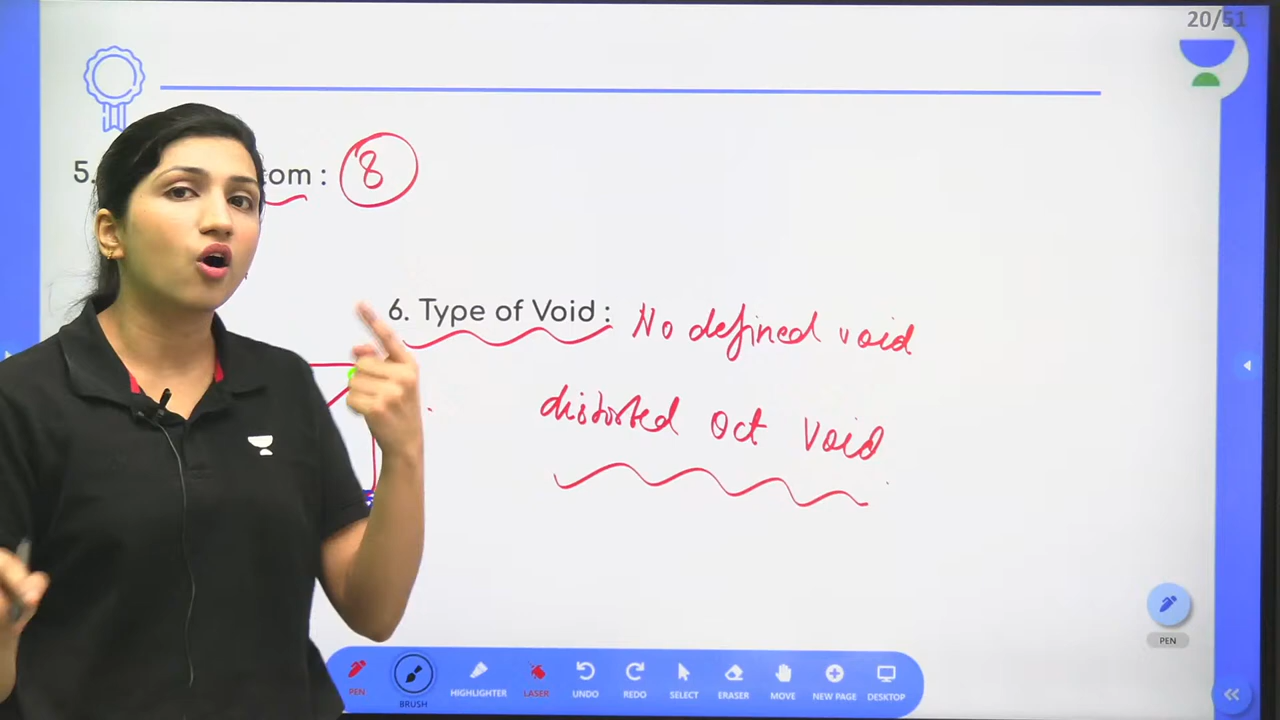 20/51
5. tom : 8
6. Type of Void : No defined void
distorted Oct Void
PEN
PEN
BRUSH
HIGHLIGHTER
LASER
UNDO
REDO
SELECT
ERASER
MOVE
NEW PAGE
DESKTOP